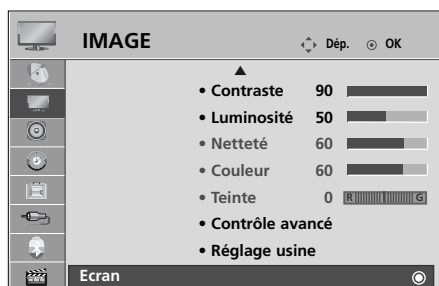 IMAGE Dép. OK
• Contraste 90
• Luminosité 50
• Netteté 60
• Couleur 60
• Teinte 0 R G
• Contrôle avancé
• Réglage usine
Ecran